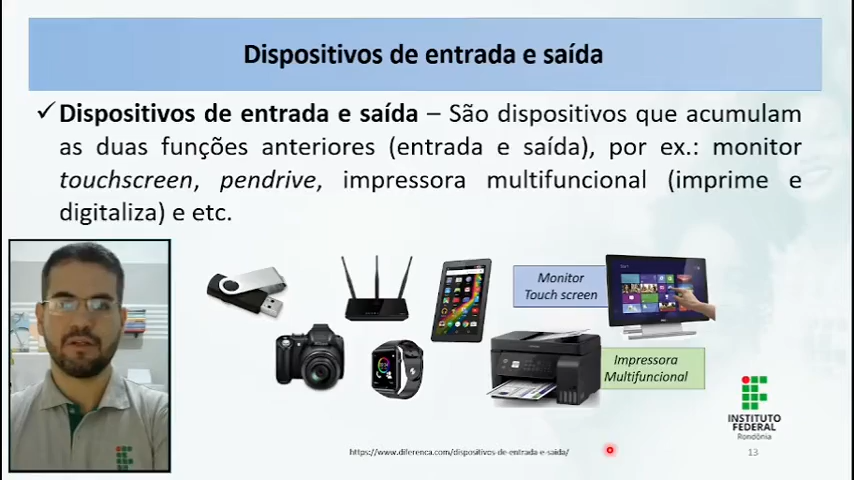 Dispositivos de entrada e saída
✓ Dispositivos de entrada e saída – São dispositivos que acumulam
as duas funções anteriores (entrada e saída), por ex.: monitor
touchscreen, pendrive, impressora multifuncional (imprime e
digitaliza) e etc.
Monitor
Touch screen
Impressora
Multifuncional
INSTITUTO
FEDERAL
Rondônia
https://www.diferenca.com/dispositivos-de-entrada-e-saida/
13